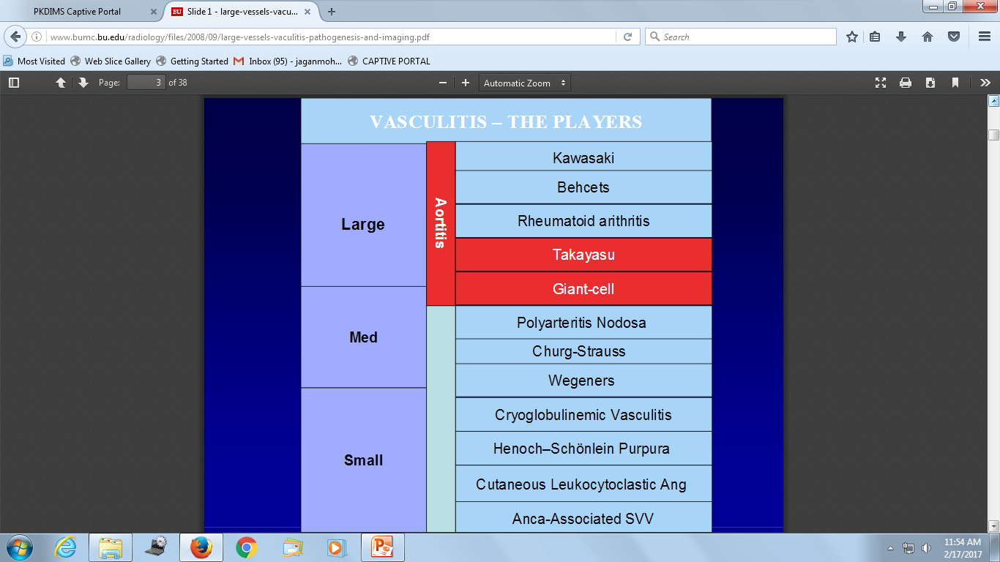 PKDIMS Captive Portal
Slide 1 - large-vessels-vacu...
www.bumc.bu.edu/radiology/files/2008/09/large-vessels-vaculitis-pathogenesis-and-imaging.pdf
Search
Most Visited
Web Slice Gallery
Getting Started
Inbox (95) - jaganmoh...
CAPTIVE PORTAL
Page: 3 of 38
Automatic Zoom
VASCULITIS – THE PLAYERS
Large
Med
Small
Aortitis
Kawasaki
Behcets
Rheumatoid arithritis
Takayasu
Giant-cell
Polyarteritis Nodosa
Churg-Strauss
Wegeners
Cryoglobulinemic Vasculitis
Henoch–Schönlein Purpura
Cutaneous Leukocytoclastic Ang
Anca-Associated SVV
11:54 AM
2/17/2017